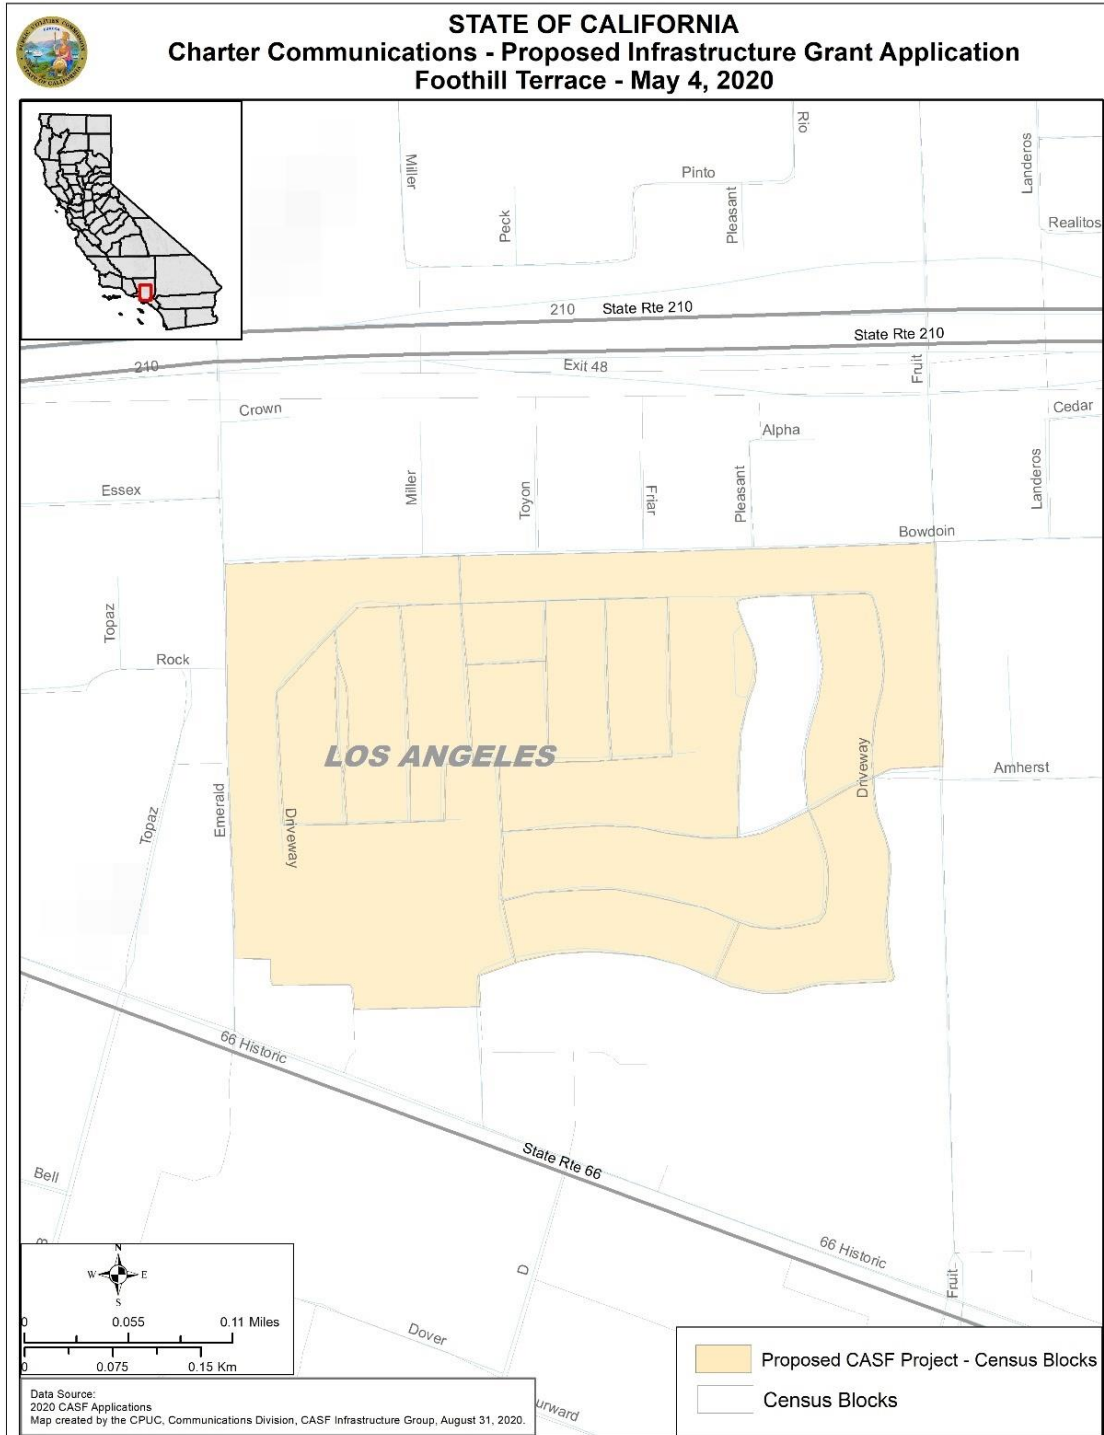 STATE OF CALIFORNIA
Charter Communications - Proposed Infrastructure Grant Application
Foothill Terrace - May 4, 2020
Rio
Miller
Pinto
Landeros
Peck
Pleasant
Realitos
210
State Rte 210
State Rte 210
210
Exit 48
Fruit
Crown
Cedar
Alpha
Essex
Miller
Toyon
Friar
Pleasant
Landeros
Bowdoin
Topaz
Rock
LOS ANGELES
Driveway
Amherst
Topaz
Emerald
Driveway
66 Historic
State Rte 66
Bell
B
66 Historic
D
Fruit
Dover
N
W E
S
0 0.055 0.11 Miles
0 0.075 0.15 Km
Proposed CASF Project - Census Blocks
Census Blocks
Data Source:
2020 CASF Applications
Map created by the CPUC, Communications Division, CASF Infrastructure Group, August 31, 2020.
urward